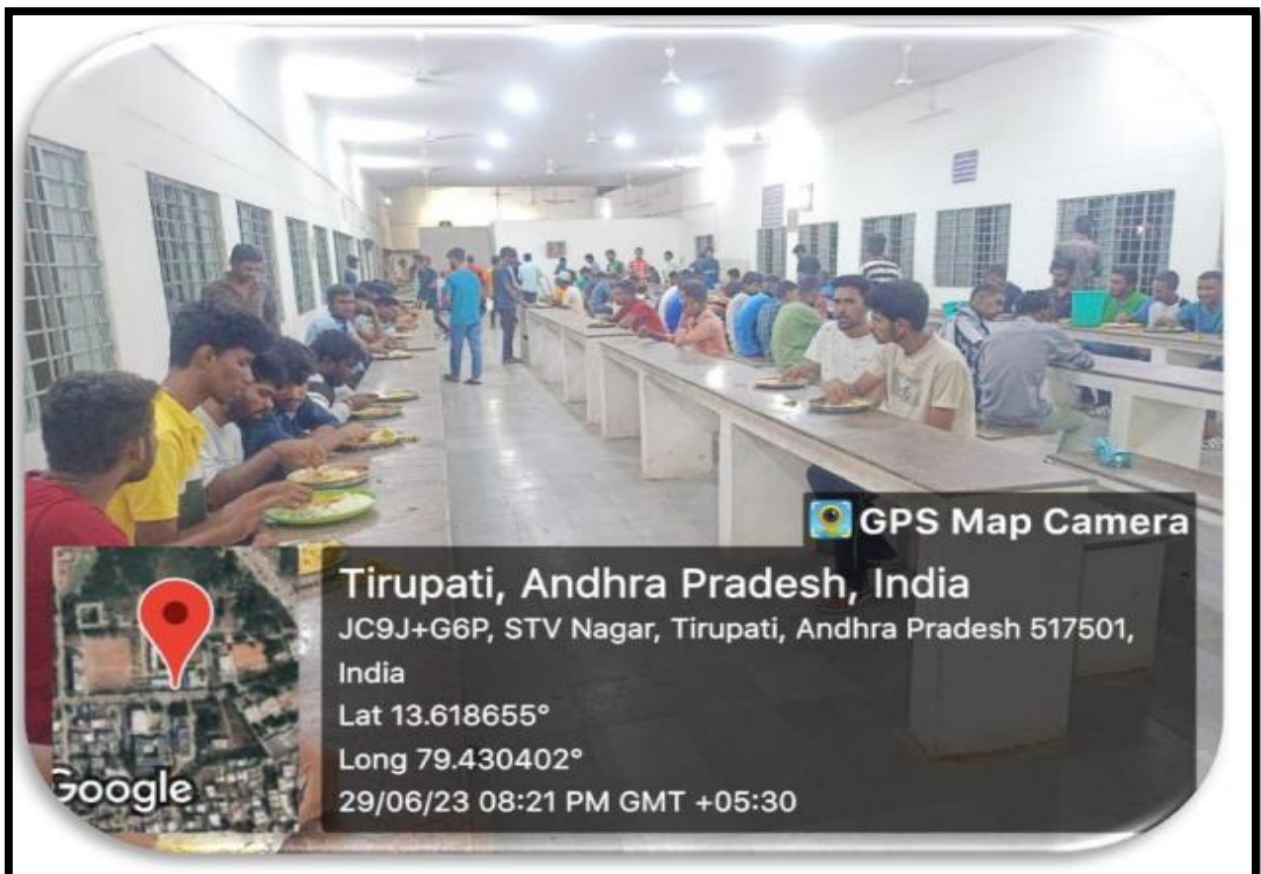 GPS Map Camera
Tirupati, Andhra Pradesh, India
JC9J+G6P, STV Nagar, Tirupati, Andhra Pradesh 517501,
India
Lat 13.618655°
Long 79.430402°
29/06/23 08:21 PM GMT +05:30
Google